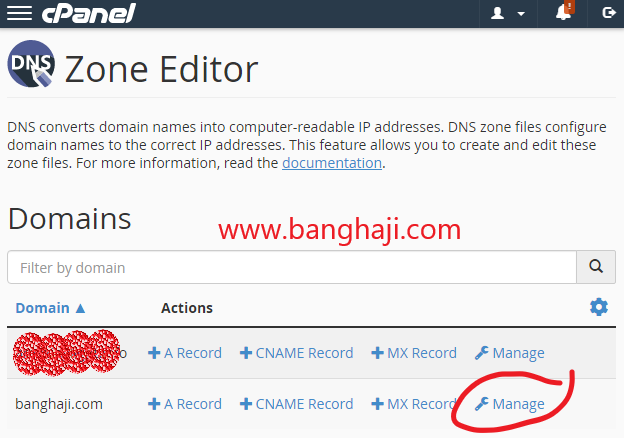 cPanel
DNS
Zone Editor
DNS converts domain names into computer-readable IP addresses. DNS zone files configure
domain names to the correct IP addresses. This feature allows you to create and edit these
zone files. For more information, read the documentation.
Domains
www.banghaji.com
Filter by domain
Domain ▲ Actions
A Record CNAME Record MX Record Manage
banghaji.com A Record CNAME Record MX Record Manage